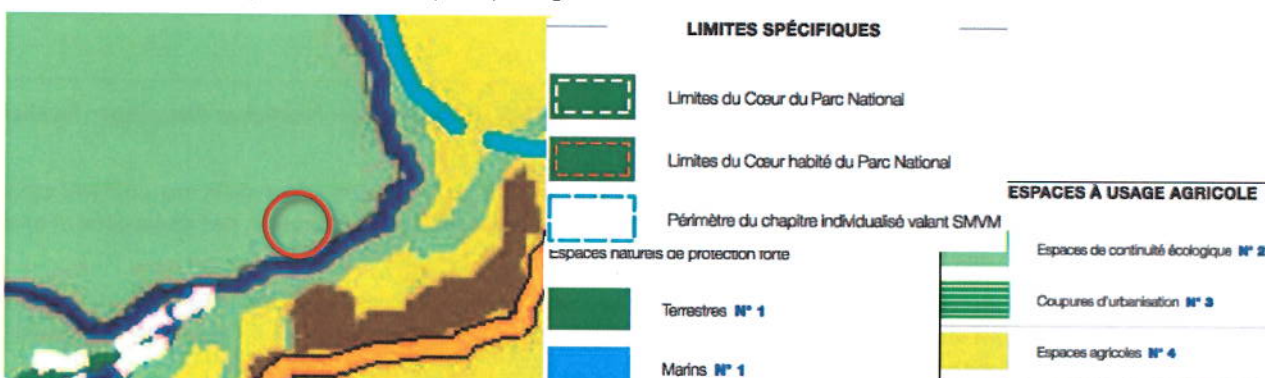 LIMITES SPÉCIFIQUES
Limites du Cœur du Parc National
Limites du Cœur habité du Parc National
Périmètre du chapitre individualisé valant SMVM
Espaces naturels de protection forte
Terrestres N° 1
Marins N° 1
ESPACES À USAGE AGRICOLE
Espaces de continuité écologique N° 2
Coupures d'urbanisation N° 3
Espaces agricoles N° 4